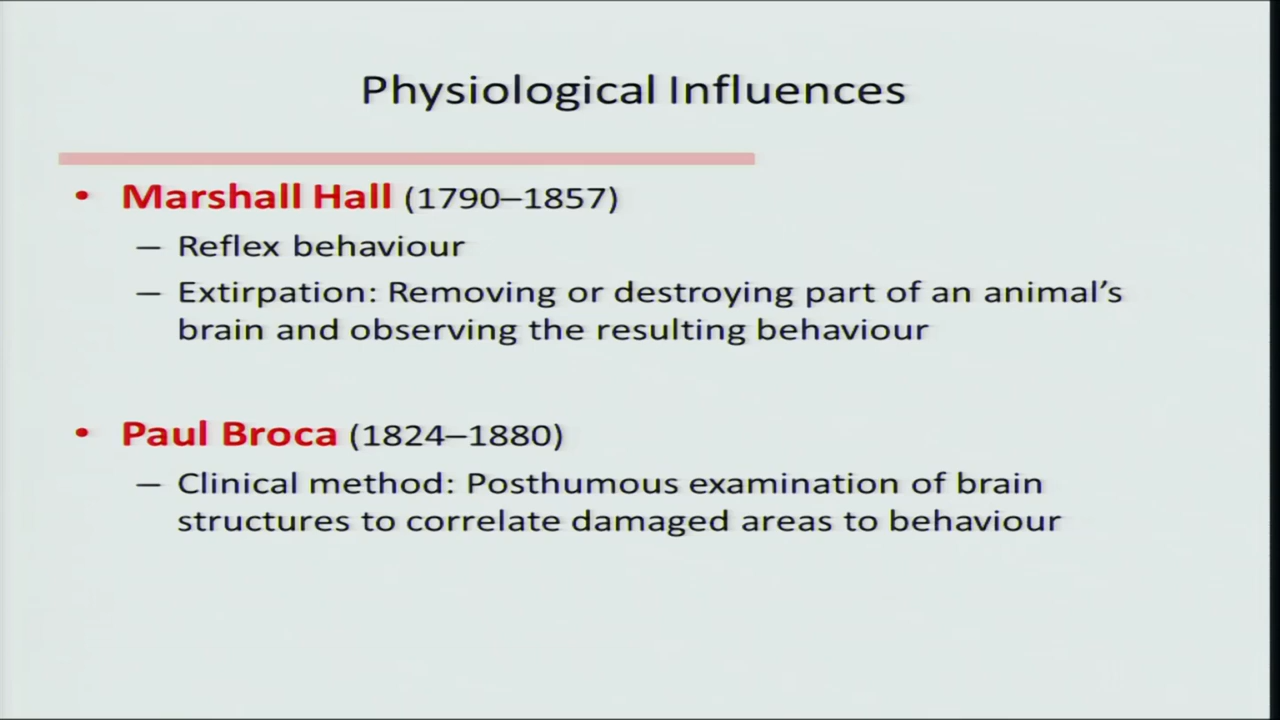 Physiological Influences
• Marshall Hall (1790–1857)
– Reflex behaviour
– Extirpation: Removing or destroying part of an animal’s
brain and observing the resulting behaviour
• Paul Broca (1824–1880)
– Clinical method: Posthumous examination of brain
structures to correlate damaged areas to behaviour